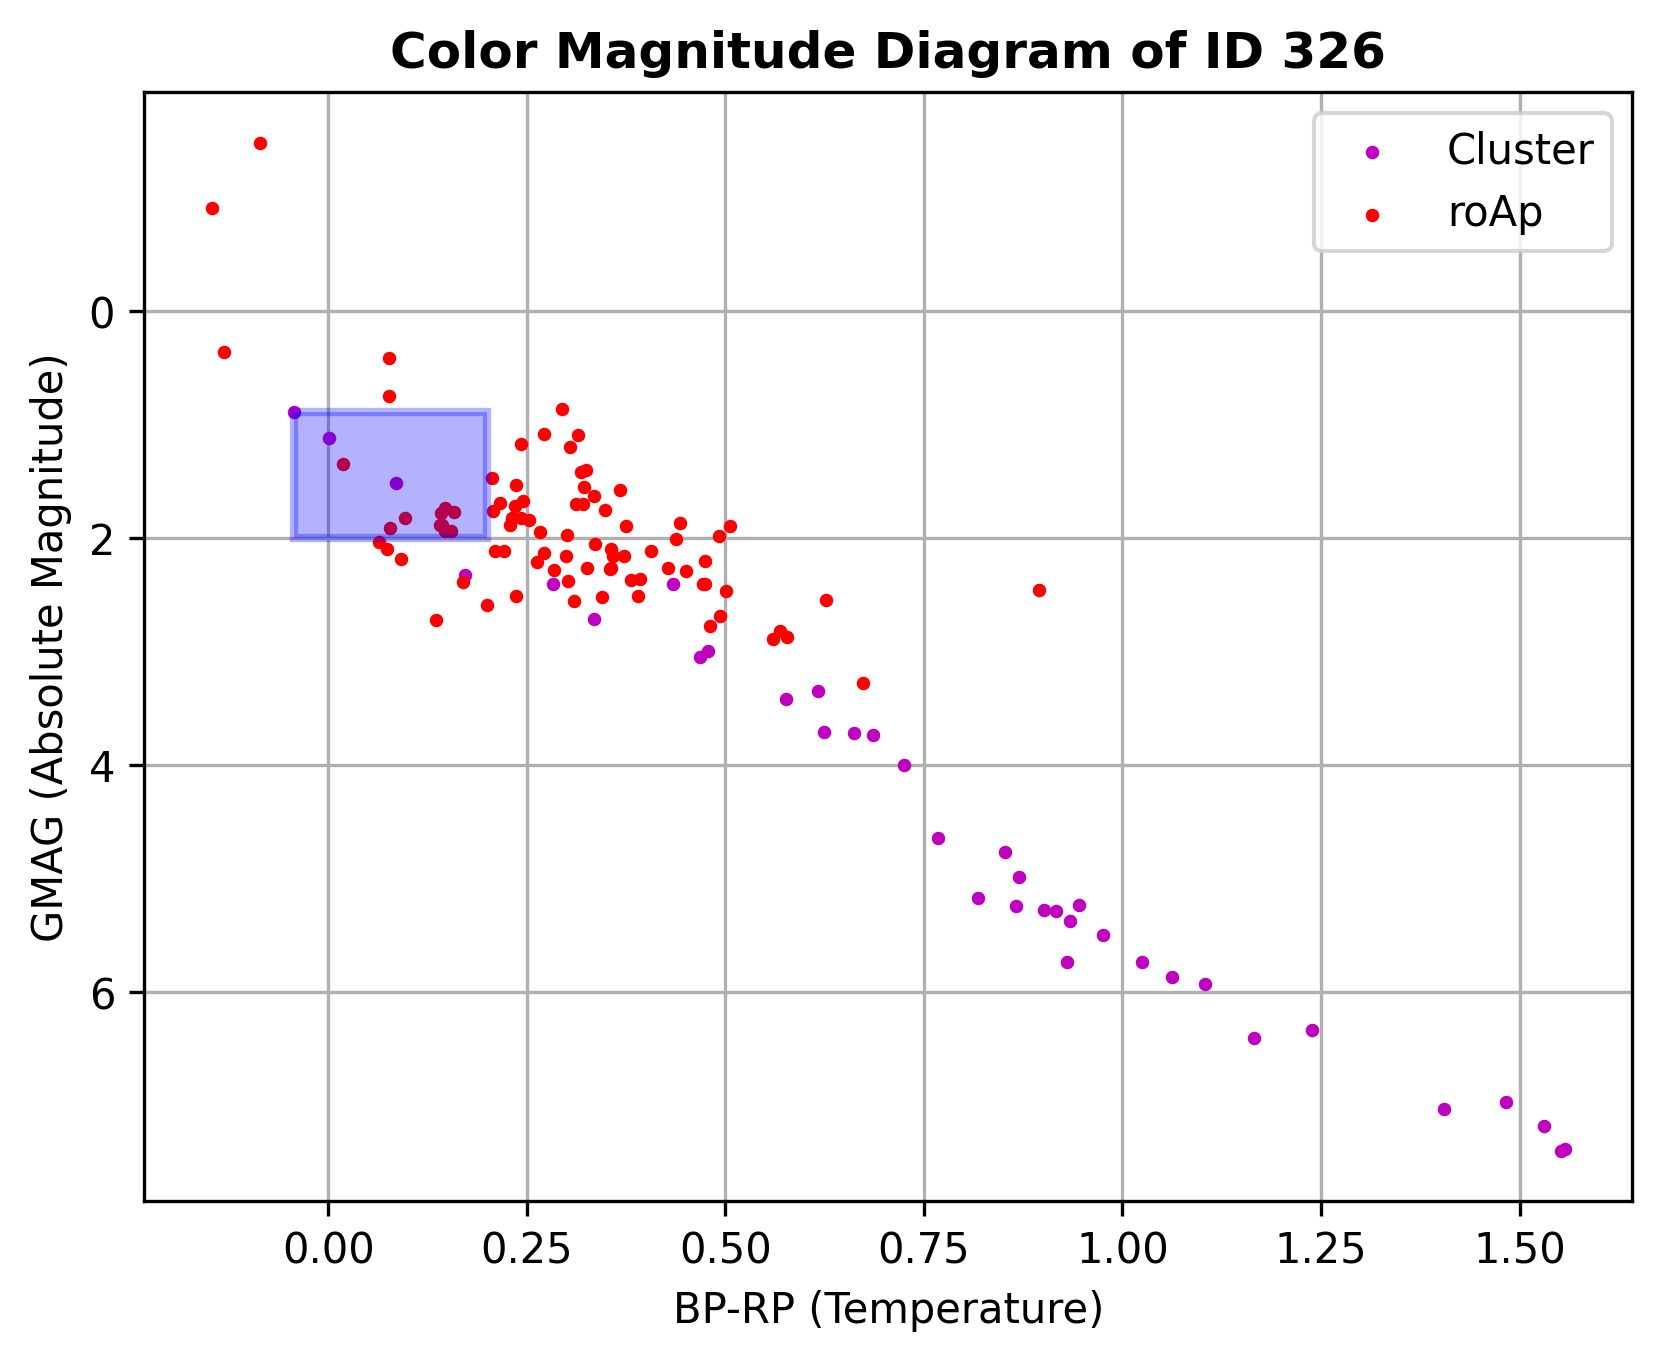 Color Magnitude Diagram of ID 326
Cluster
roAp
GMAG (Absolute Magnitude)
0
2
4
6
0.00 0.25 0.50 0.75 1.00 1.25 1.50
BP-RP (Temperature)